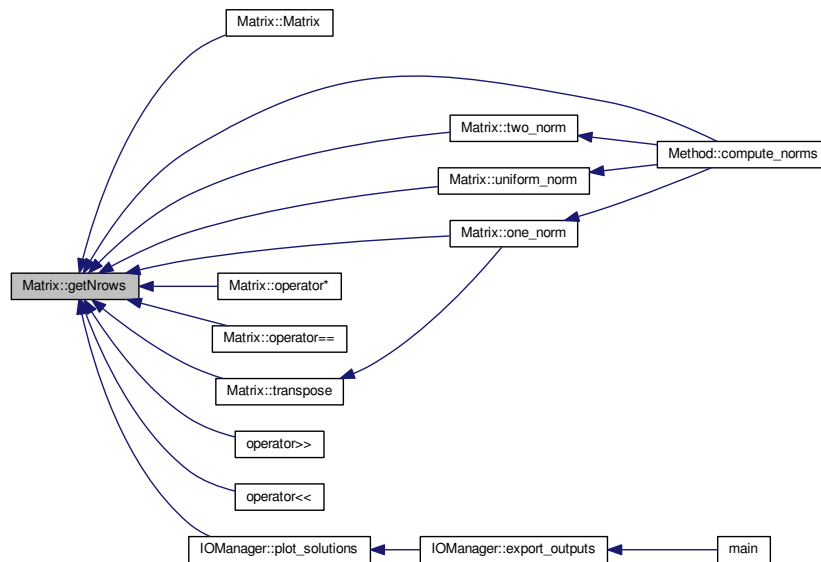 Matrix::Matrix
Matrix::two_norm
Method::compute_norms
Matrix::uniform_norm
Matrix::one_norm
Matrix::getNrows
Matrix::operator*
Matrix::operator==
Matrix::transpose
operator>>
operator<<
IOManager::plot_solutions
IOManager::export_outputs
main